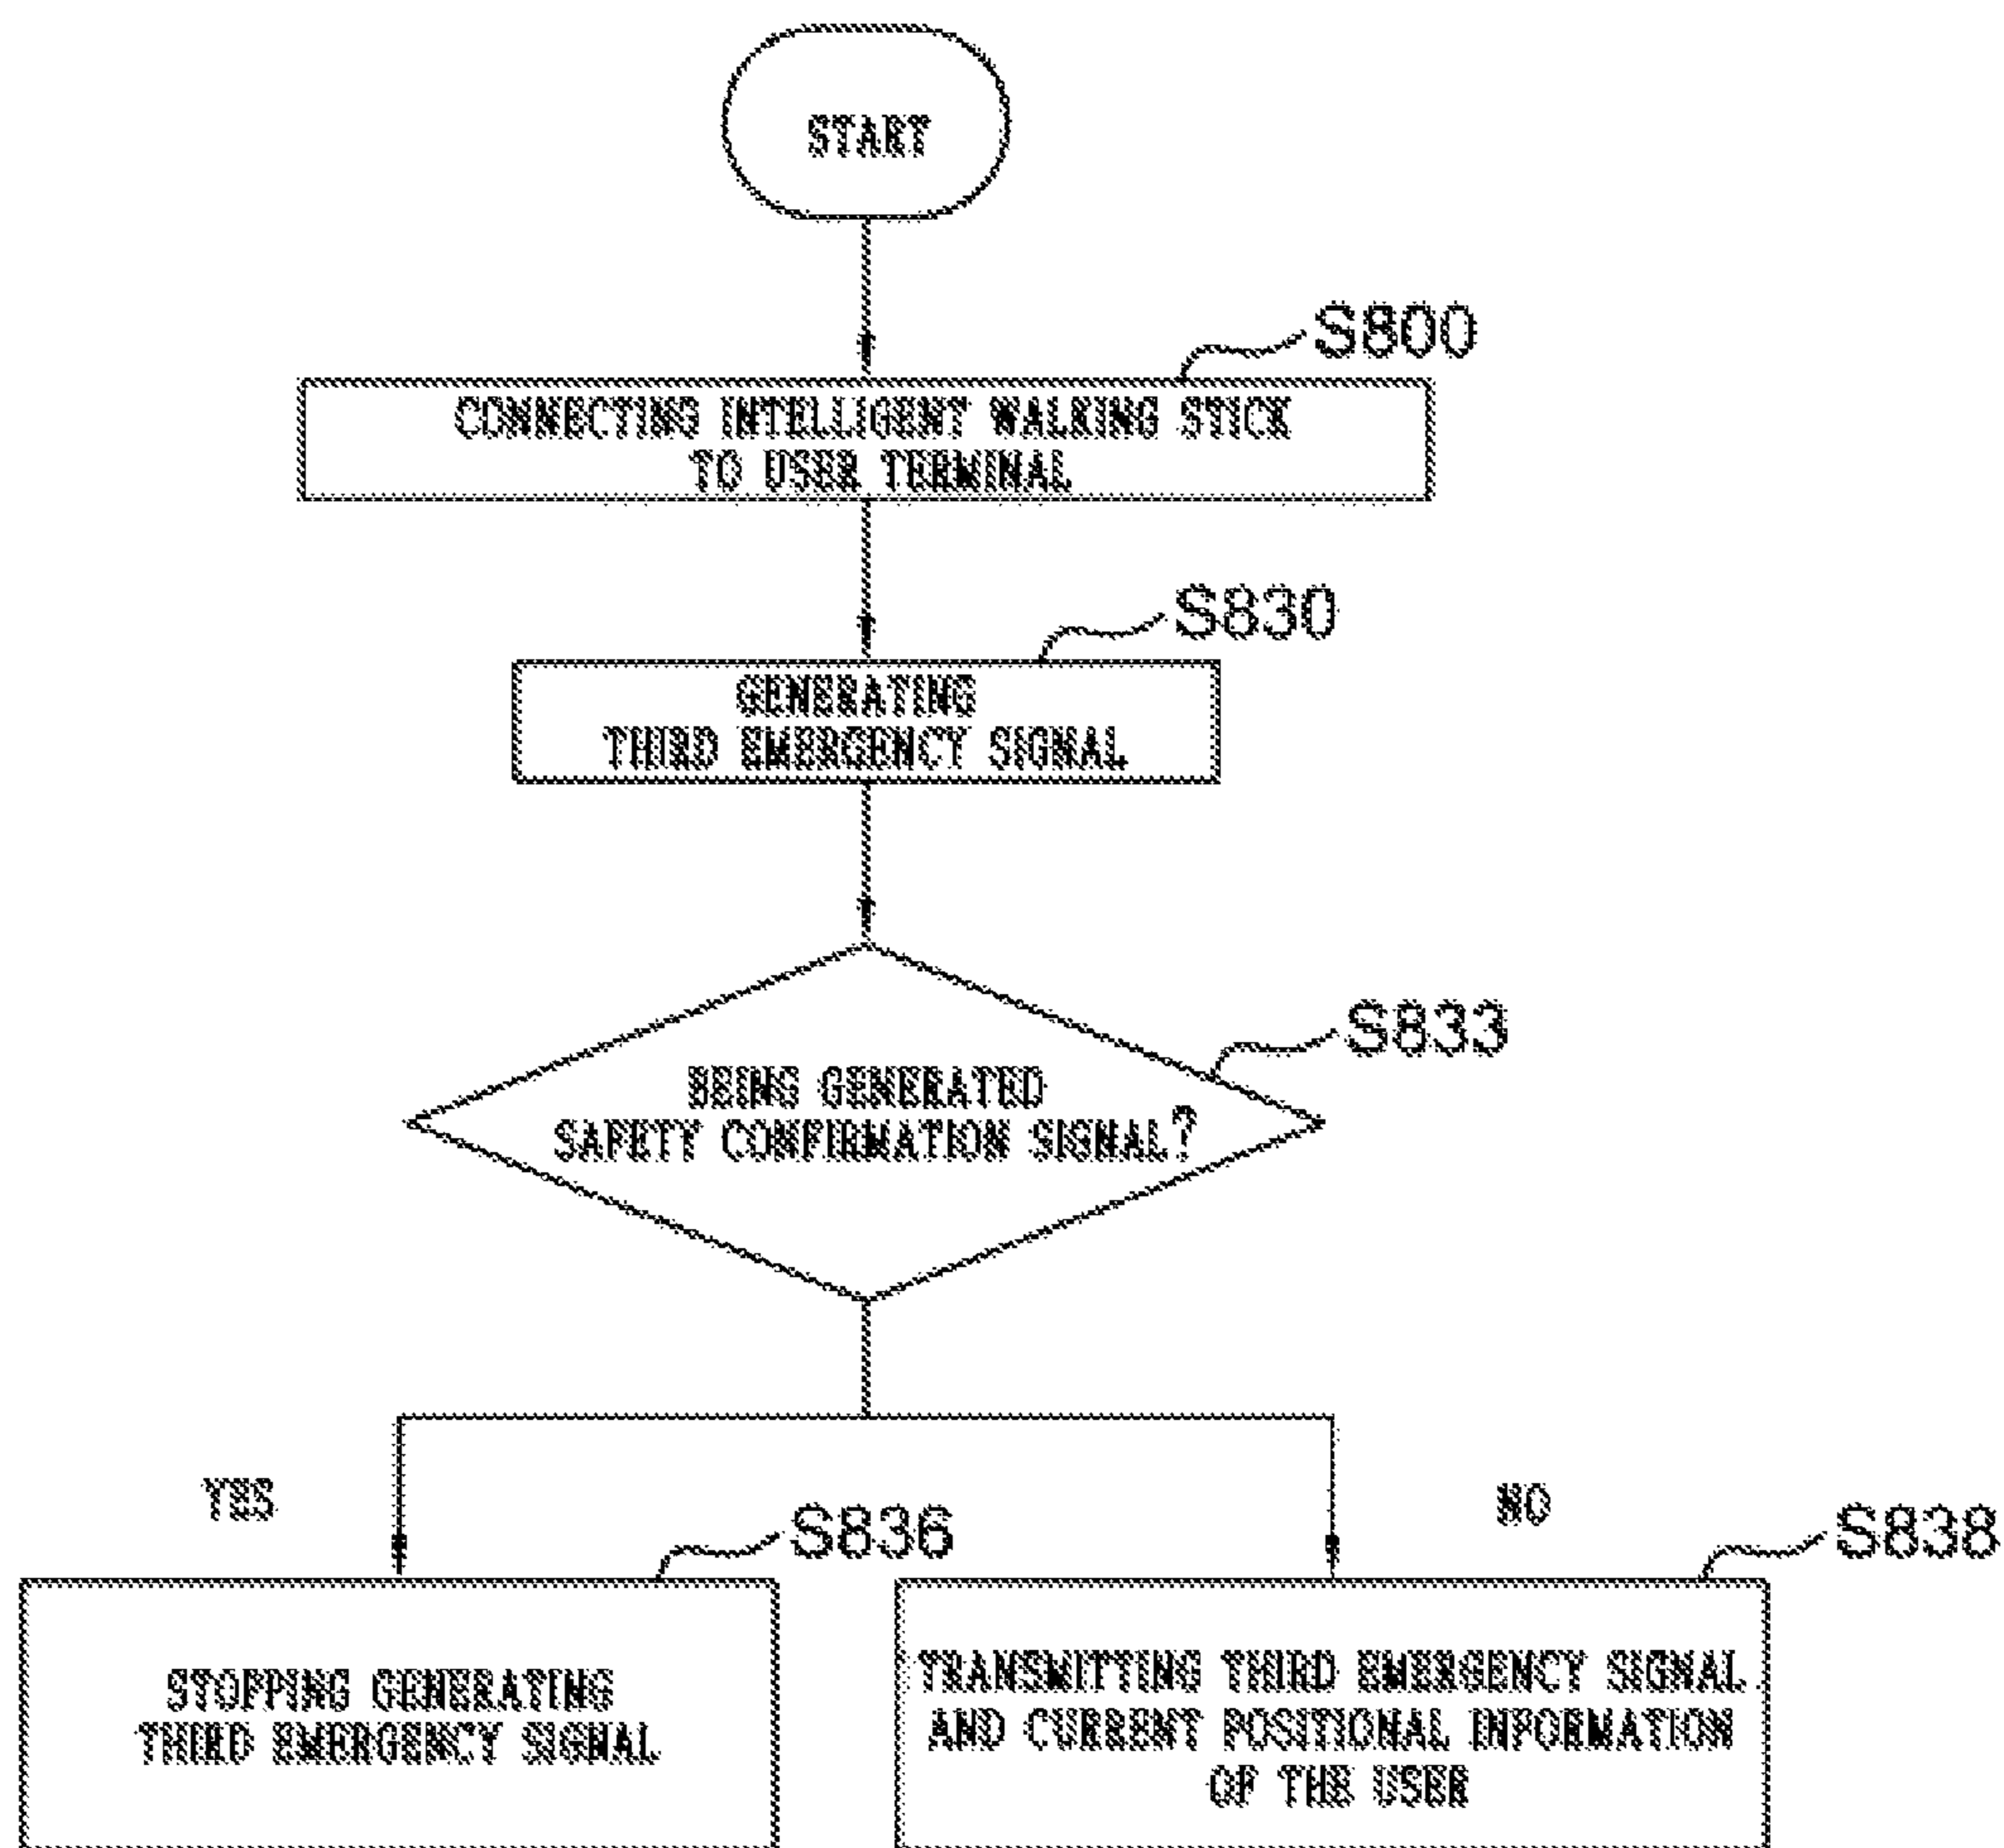 START
S800
CONNECTING INTELLIGENT WALKING STICK
TO USER TERMINAL
S830
GENERATING
THIRD EMERGENCY SIGNAL
S833
BEING GENERATED
SAFETY CONFIRMATION SIGNAL?
YES
NO
S836
S838
STOPPING GENERATING
THIRD EMERGENCY SIGNAL
TRANSMITTING THIRD EMERGENCY SIGNAL
AND CURRENT POSITIONAL INFORMATION
OF THE USER